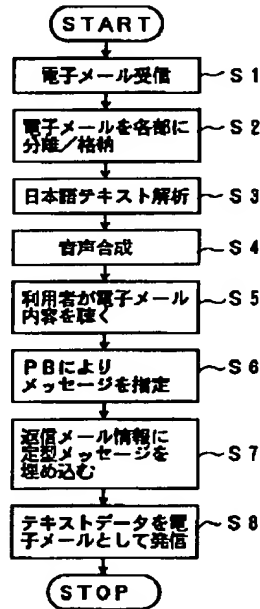 START
電子メール受信 S1
電子メールを各部に
分離／格納 S2
日本語テキスト解析 S3
音声合成 S4
利用者が電子メール
内容を聴く S5
PBにより
メッセージを指定 S6
返信メール情報に
定型メッセージを
埋め込む S7
テキストデータを電
子メールとして発信 S8
STOP